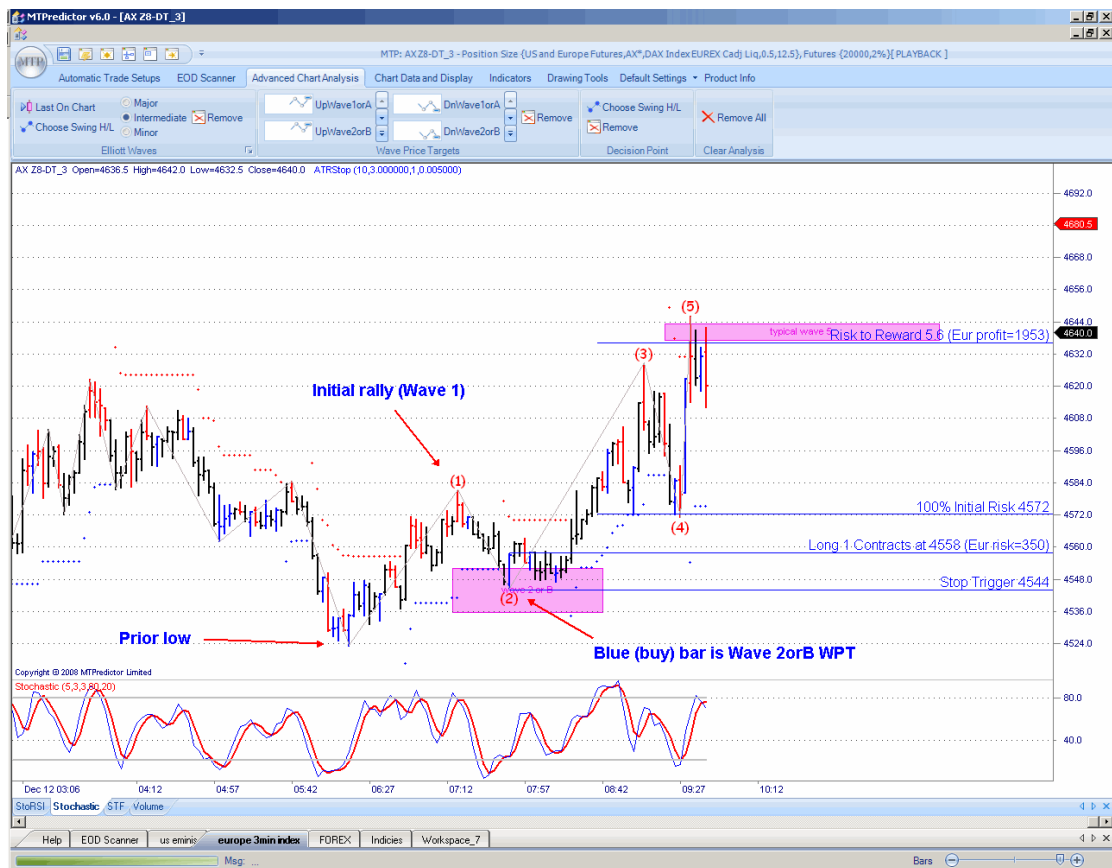 MTPredictor v6.0 - [AX Z8-DT_3]
MTP
MTP: AX Z8-DT_3 - Position Size {US and Europe Futures,AX*,DAX Index EUREX Cadj Liq,0.5,12.5}, Futures {20000,2%}[ PLAYBACK ]
Automatic Trade Setups EOD Scanner Advanced Chart Analysis Chart Data and Display Indicators Drawing Tools Default Settings Product Info
Last On Chart Major UpWave1orA DnWave1orA Choose Swing H/L Remove All
Choose Swing H/L Intermediate Remove Remove Remove
Minor UpWave2orB DnWave2orB
Elliott Waves Wave Price Targets Decision Point Clear Analysis
AX Z8-DT_3 Open=4636.5 High=4642.0 Low=4632.5 Close=4640.0 ATRStop (10,3.000000,1,0.005000)
4692.0
4680.5
4668.0
4656.0
(5)
4644.0
typical wave 5
4640.0
Risk to Reward 5.6 (Eur profit=1953)
(3)
4632.0
Initial rally (Wave 1)
4620.0
4608.0
4596.0
(1)
4584.0
100% Initial Risk 4572
4572.0
(4)
Long 1 Contracts at 4558 (Eur risk=350)
4560.0
Stop Trigger 4544
4548.0
wave 2 or B
(2)
4536.0
Prior low
4524.0
Blue (buy) bar is Wave 2orB WPT
Copyright @ 2008 MTPredictor Limited
Stochastic (5,3,3,80,20)
80.0
40.0
Dec 12 03:06 04:12 04:57 05:42 06:27 07:12 07:57 08:42 09:27 10:12
StoRSI Stochastic STF Volume
Help EOD Scanner us eminis europe 3min index FOREX Indicies Workspace_7
Msg: ...
Bars